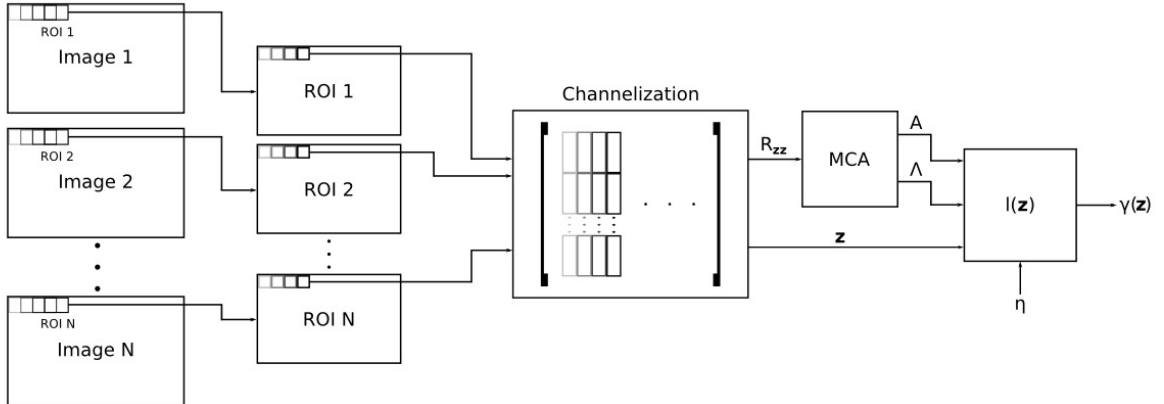 ROI 1
Image 1
ROI 1
Channelization
ROI 2
Image 2
ROI 2
R_zz
MCA
A
Λ
l(z)
γ(z)
z
η
ROI N
Image N
ROI N